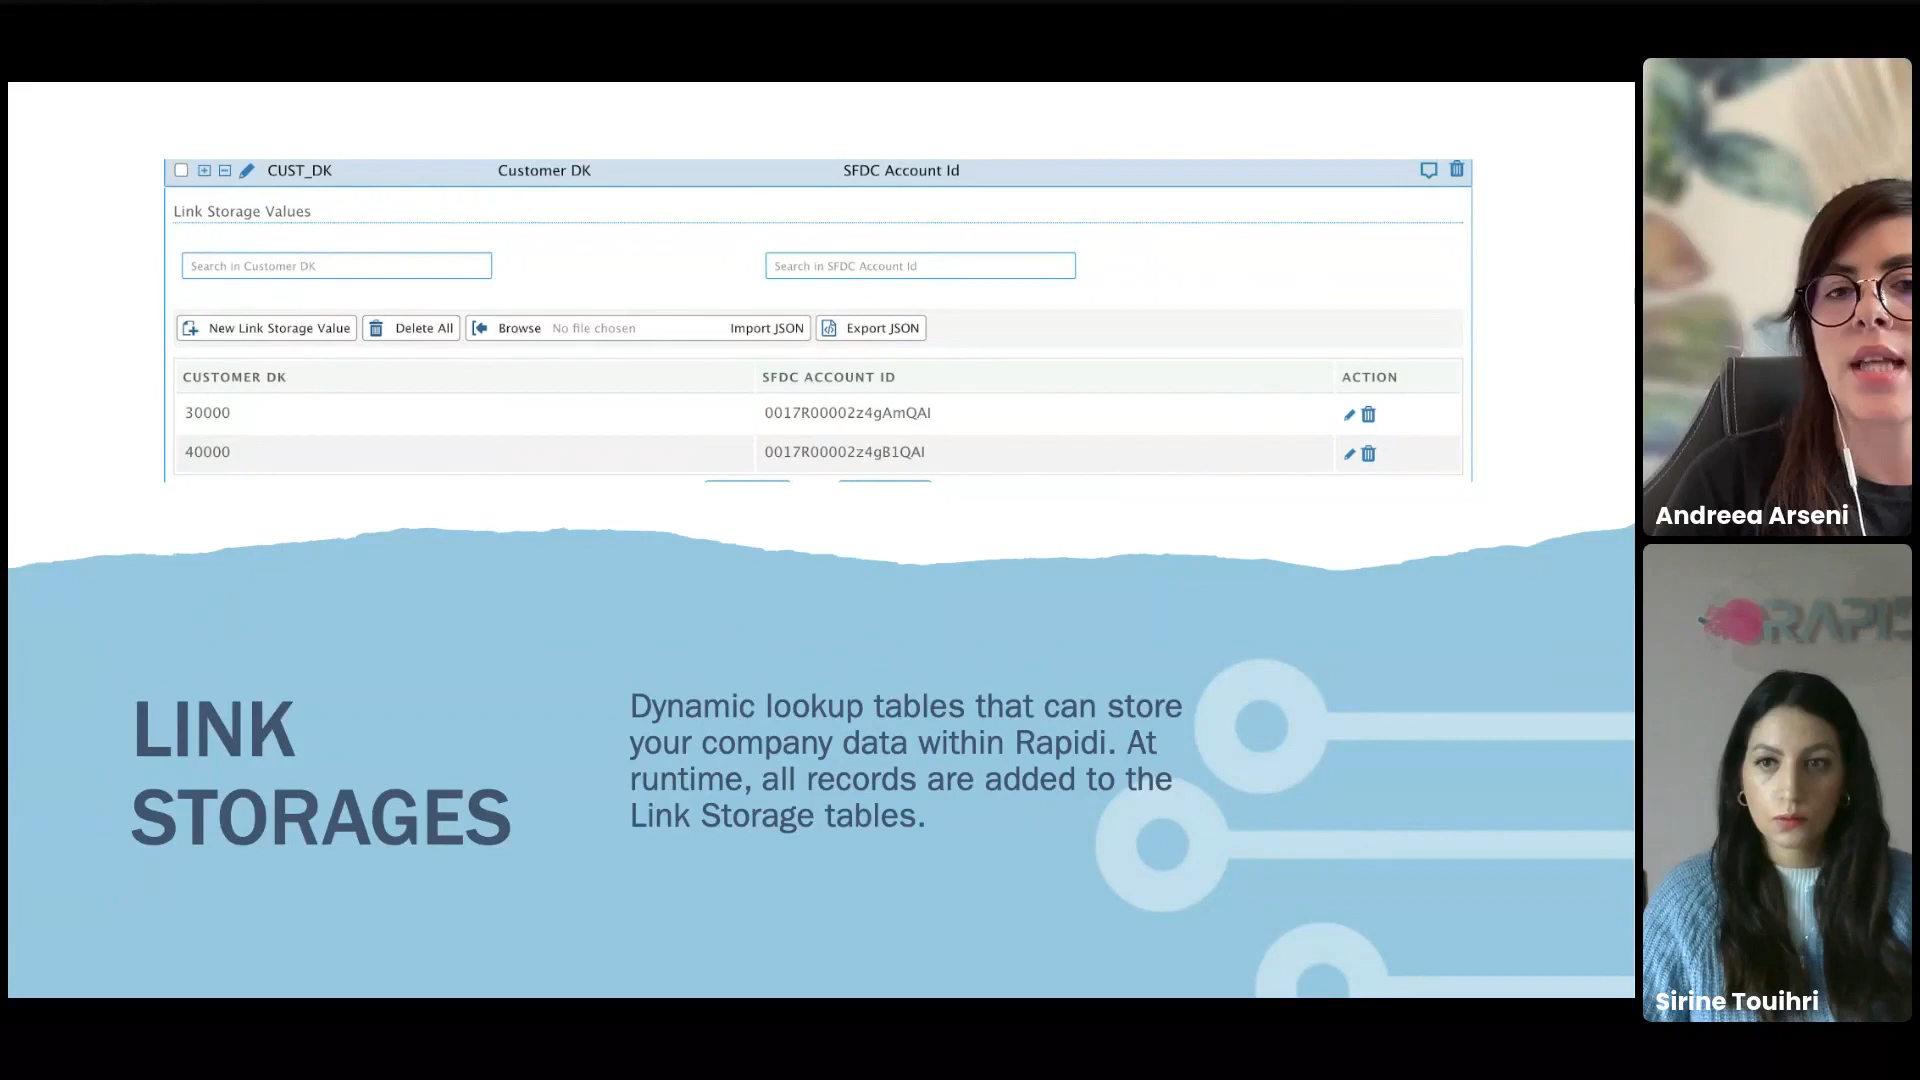 CUST_DK Customer DK SFDC Account Id
Link Storage Values
Search in Customer DK Search in SFDC Account Id
New Link Storage Value Delete All Browse No file chosen Import JSON Export JSON
CUSTOMER DK SFDC ACCOUNT ID ACTION
30000 0017R00002z4gAmQAI
40000 0017R00002z4gB1QAI
LINK
STORAGES
Dynamic lookup tables that can store
your company data within Rapidi. At
runtime, all records are added to the
Link Storage tables.
Andreea Arseni
RAPID
Sirine Touihri